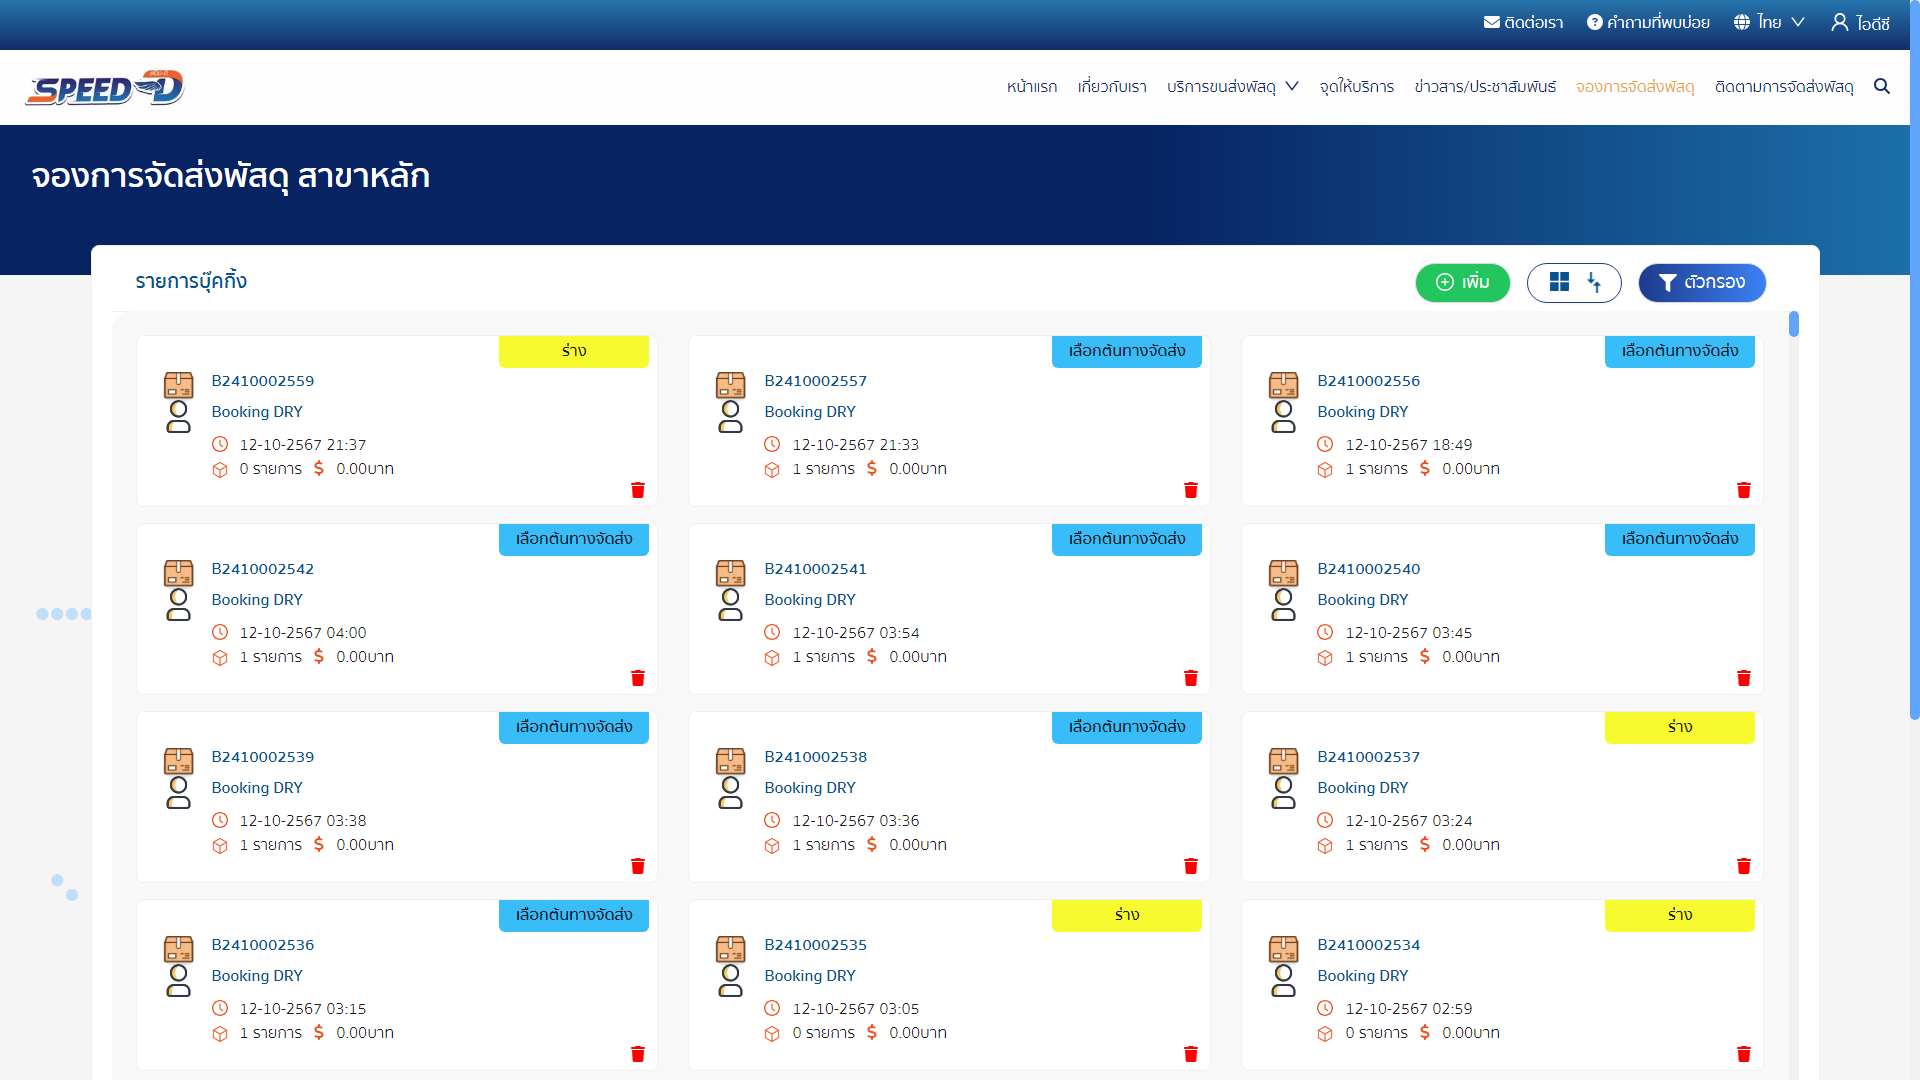 ติดต่อเรา คำถามที่พบบ่อย ไทย ไอดีซี
SPEED-D
หน้าแรก เกี่ยวกับเรา บริการขนส่งพัสดุ จุดให้บริการ ข่าวสาร/ประชาสัมพันธ์ จองการจัดส่งพัสดุ ติดตามการจัดส่งพัสดุ
จองการจัดส่งพัสดุ สาขาหลัก
รายการบุ๊คกิ้ง เพิ่ม ตัวกรอง
ร่าง เลือกต้นทางจัดส่ง เลือกต้นทางจัดส่ง
B2410002559 B2410002557 B2410002556
Booking DRY Booking DRY Booking DRY
12-10-2567 21:37 12-10-2567 21:33 12-10-2567 18:49
0 รายการ $ 0.00บาท 1 รายการ $ 0.00บาท 1 รายการ $ 0.00บาท
เลือกต้นทางจัดส่ง เลือกต้นทางจัดส่ง เลือกต้นทางจัดส่ง
B2410002542 B2410002541 B2410002540
Booking DRY Booking DRY Booking DRY
12-10-2567 04:00 12-10-2567 03:54 12-10-2567 03:45
1 รายการ $ 0.00บาท 1 รายการ $ 0.00บาท 1 รายการ $ 0.00บาท
เลือกต้นทางจัดส่ง เลือกต้นทางจัดส่ง ร่าง
B2410002539 B2410002538 B2410002537
Booking DRY Booking DRY Booking DRY
12-10-2567 03:38 12-10-2567 03:36 12-10-2567 03:24
1 รายการ $ 0.00บาท 1 รายการ $ 0.00บาท 1 รายการ $ 0.00บาท
เลือกต้นทางจัดส่ง ร่าง ร่าง
B2410002536 B2410002535 B2410002534
Booking DRY Booking DRY Booking DRY
12-10-2567 03:15 12-10-2567 03:05 12-10-2567 02:59
1 รายการ $ 0.00บาท 0 รายการ $ 0.00บาท 0 รายการ $ 0.00บาท